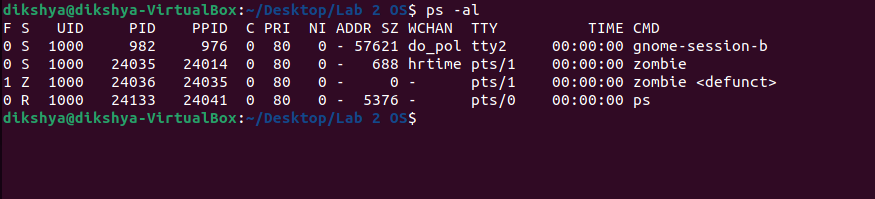 dikshya@dikshya-VirtualBox:~/Desktop/Lab 2 OS$ ps -al
F S   UID     PID    PPID  C PRI  NI ADDR SZ WCHAN  TTY          TIME CMD
0 S  1000     982     976  0  80   0 - 57621 do_pol tty2     00:00:00 gnome-session-b
0 S  1000   24035   24014  0  80   0 -   688 hrtime pts/1    00:00:00 zombie
1 Z  1000   24036   24035  0  80   0 -     0 -      pts/1    00:00:00 zombie <defunct>
0 R  1000   24133   24041  0  80   0 -  5376 -      pts/0    00:00:00 ps
dikshya@dikshya-VirtualBox:~/Desktop/Lab 2 OS$